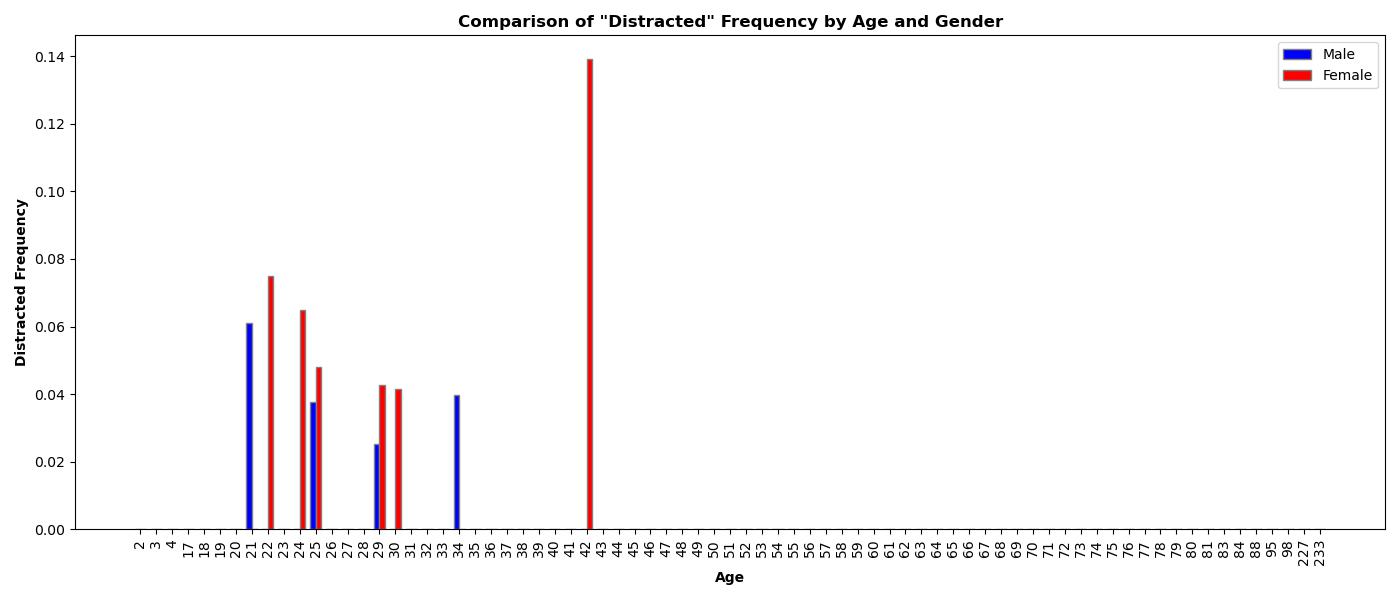 Comparison of "Distracted" Frequency by Age and Gender
Male
Female
Distracted Frequency
0.14
0.12
0.10
0.08
0.06
0.04
0.02
0.00
2 3 4 17 18 19 20 21 22 23 24 25 26 27 28 29 30 31 32 33 34 35 36 37 38 39 40 41 42 43 44 45 46 47 48 49 50 51 52 53 54 55 56 57 58 59 60 61 62 63 64 65 66 67 68 69 70 71 72 73 74 75 76 77 78 79 80 81 83 84 88 95 98 227 233
Age